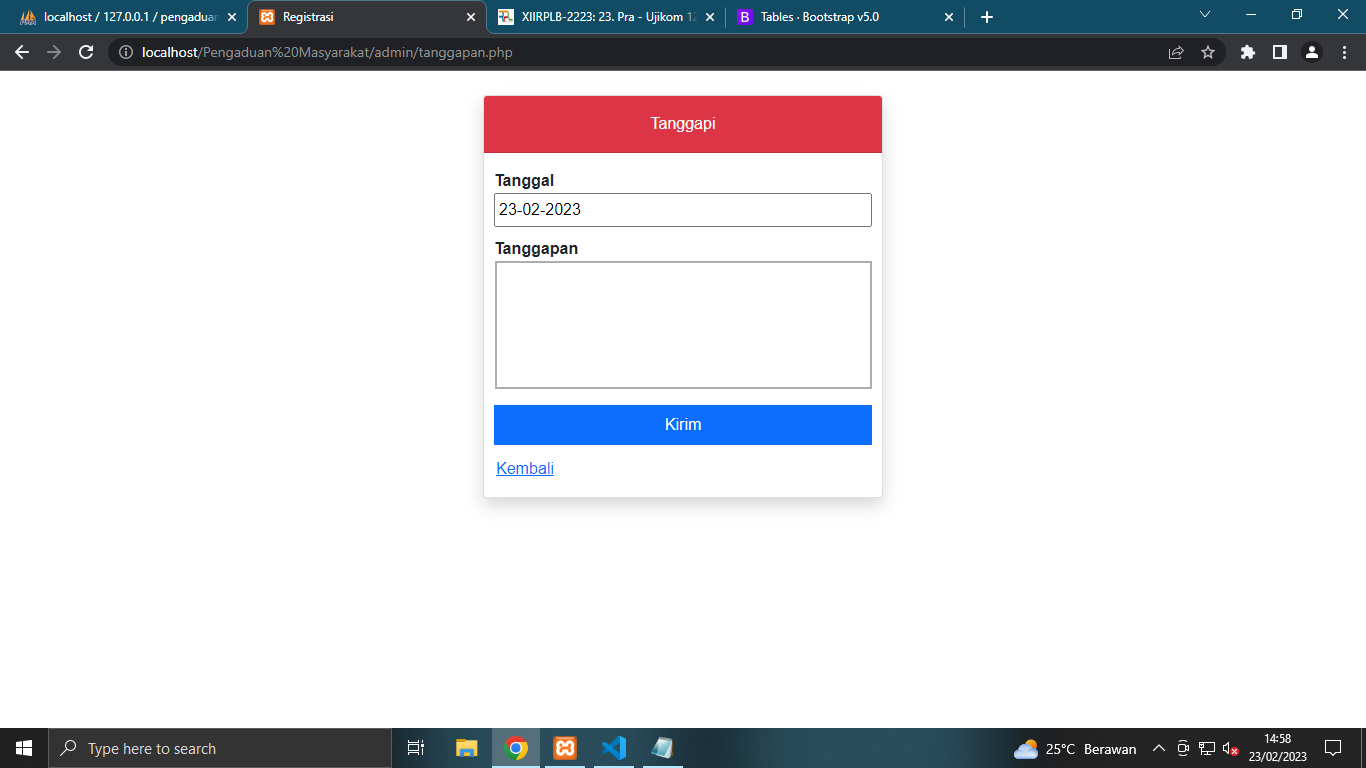 localhost / 127.0.0.1 / pengaduan
Registrasi
XIIRPLB-2223: 23. Pra - Ujikom 12
Tables · Bootstrap v5.0
localhost/Pengaduan%20Masyarakat/admin/tanggapan.php
Tanggapi
Tanggal
23-02-2023
Tanggapan
Kirim
Kembali
Type here to search
25°C Berawan
14:58
23/02/2023